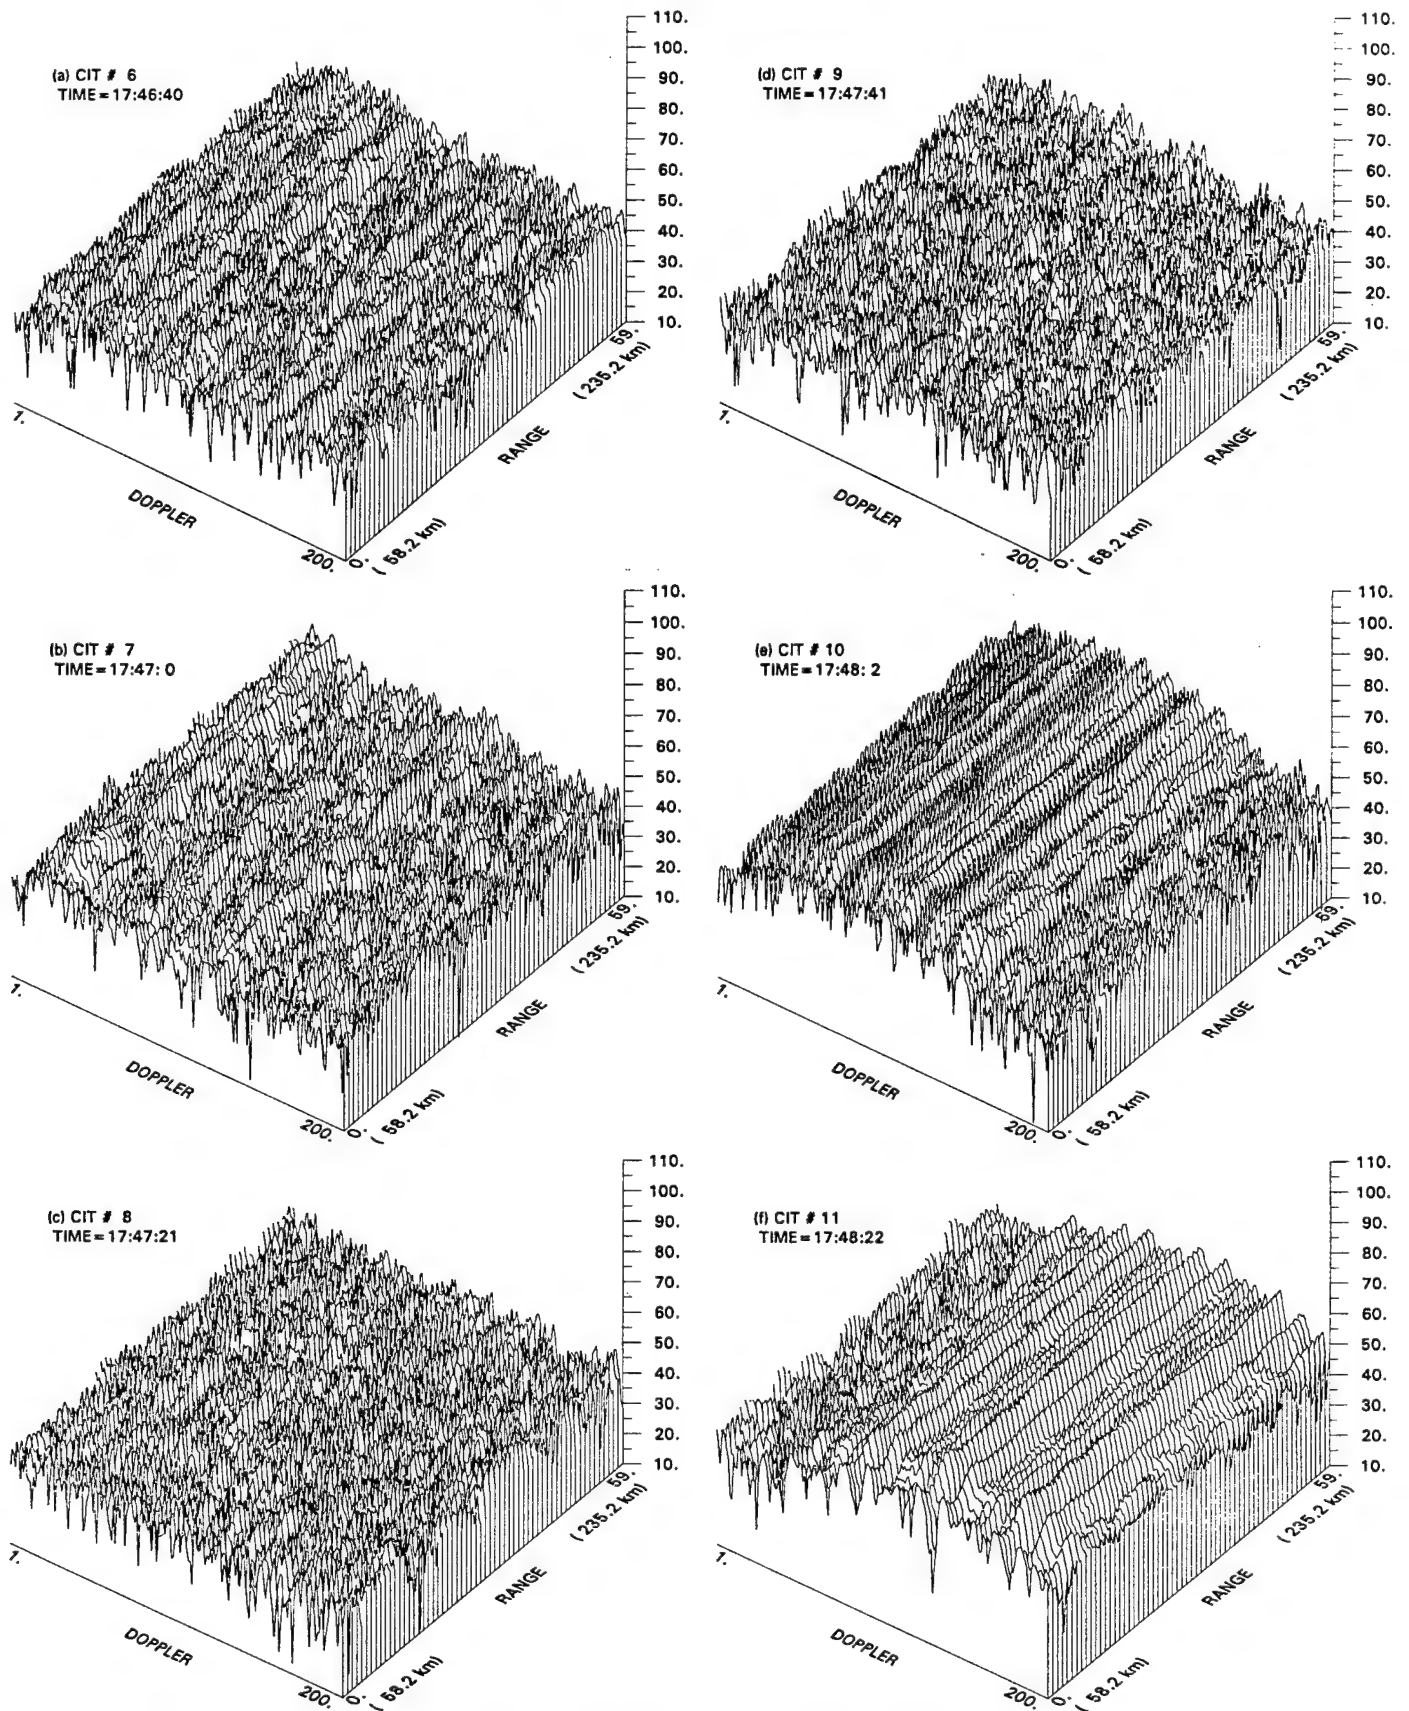 (a) CIT # 6
TIME=17:46:40
110.
100.
90.
80.
70.
60.
50.
40.
30.
20.
10.
59.
(235.2 km)
RANGE
1.
DOPPLER
200.
0.
( 58.2 km)
(d) CIT # 9
TIME=17:47:41
110.
100.
90.
80.
70.
60.
50.
40.
30.
20.
10.
59.
(235.2 km)
RANGE
1.
DOPPLER
200.
0.
( 58.2 km)
(b) CIT # 7
TIME=17:47: 0
110.
100.
90.
80.
70.
60.
50.
40.
30.
20.
10.
59.
(235.2 km)
RANGE
1.
DOPPLER
200.
0.
( 58.2 km)
(e) CIT # 10
TIME=17:48: 2
110.
100.
90.
80.
70.
60.
50.
40.
30.
20.
10.
59.
(235.2 km)
RANGE
1.
DOPPLER
200.
0.
( 58.2 km)
(c) CIT # 8
TIME=17:47:21
110.
100.
90.
80.
70.
60.
50.
40.
30.
20.
10.
59.
(235.2 km)
RANGE
1.
DOPPLER
200.
0.
( 58.2 km)
(f) CIT # 11
TIME=17:48:22
110.
100.
90.
80.
70.
60.
50.
40.
30.
20.
10.
59.
(235.2 km)
RANGE
1.
DOPPLER
200.
0.
( 58.2 km)